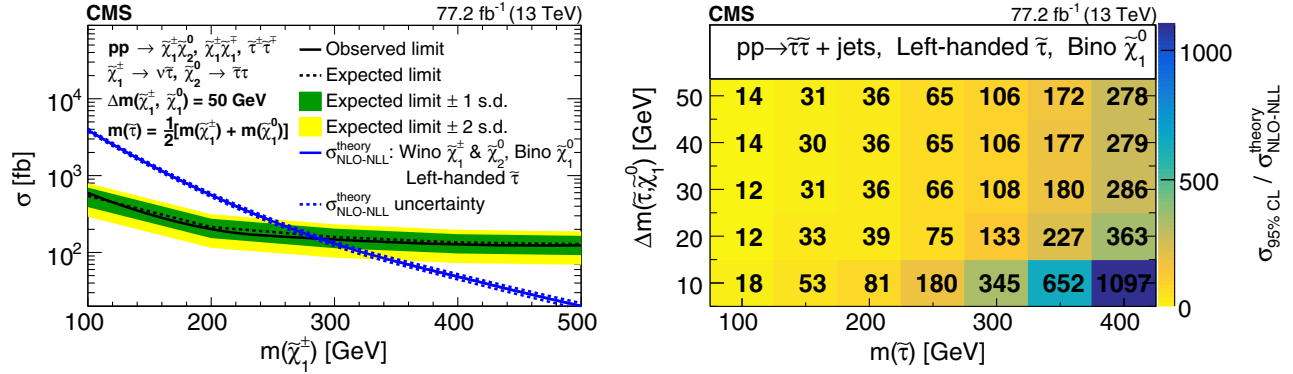 CMS 77.2 fb⁻¹ (13 TeV)
pp → χ̃₁±χ̃₂⁰, χ̃₁±χ̃₁∓, τ̃±τ̃∓
χ̃₁± → ντ̃, χ̃₂⁰ → τ̃τ
Δm(χ̃₁±, χ̃₁⁰) = 50 GeV
m(τ̃) = ½[m(χ̃₁±) + m(χ̃₁⁰)]
Observed limit
Expected limit
Expected limit ± 1 s.d.
Expected limit ± 2 s.d.
σ^theory_NLO-NLL : Wino χ̃₁± & χ̃₂⁰, Bino χ̃₁⁰
Left-handed τ̃
σ^theory_NLO-NLL uncertainty
σ [fb]
10⁴
10³
10²
100 200 300 400 500
m(χ̃₁±) [GeV]
CMS 77.2 fb⁻¹ (13 TeV)
pp→τ̃τ̃ + jets, Left-handed τ̃, Bino χ̃₁⁰
Δm(τ̃,χ̃₁⁰) [GeV]
50 14 31 36 65 106 172 278
40 14 30 36 65 106 177 279
30 12 31 36 66 108 180 286
20 12 33 39 75 133 227 363
10 18 53 81 180 345 652 1097
100 150 200 250 300 350 400
m(τ̃) [GeV]
1000
500
0
σ_95% CL / σ^theory_NLO-NLL